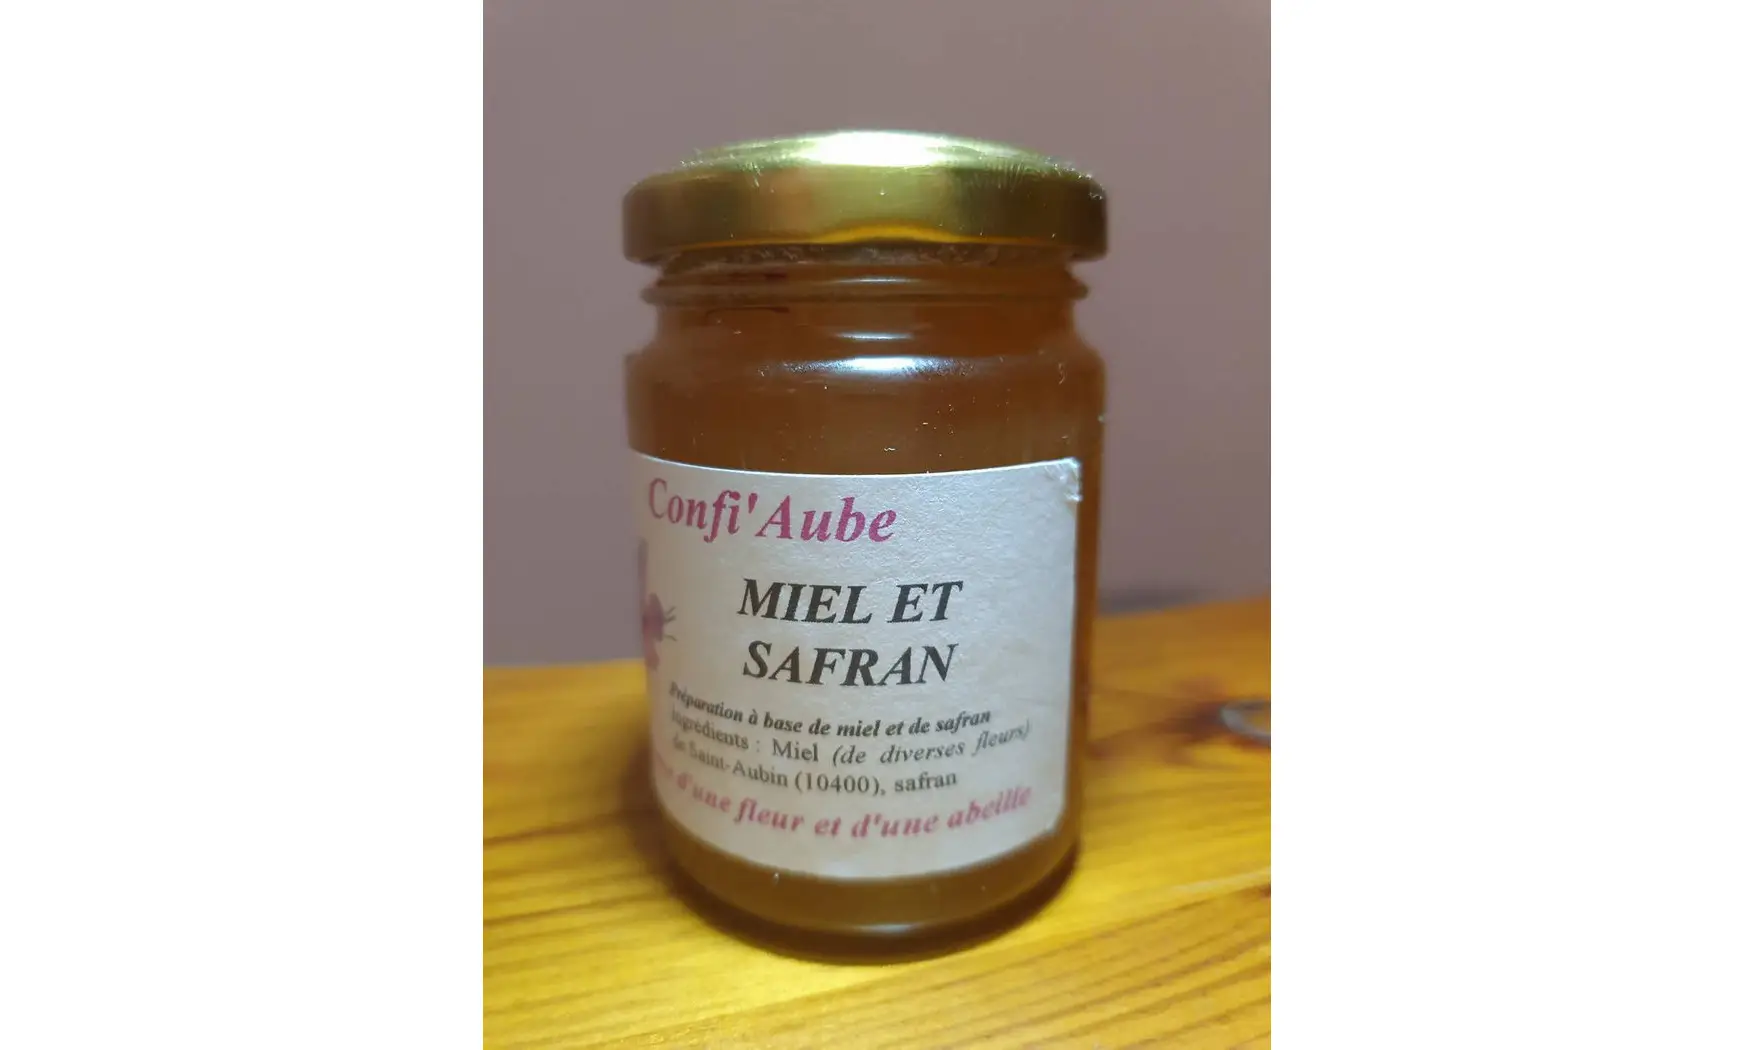 Confi'Aube
MIEL ET
SAFRAN
Préparation à base de miel et de safran
Ingrédients : Miel (de diverses fleurs)
de Saint-Aubin (10400), safran
d'une fleur et d'une abeille